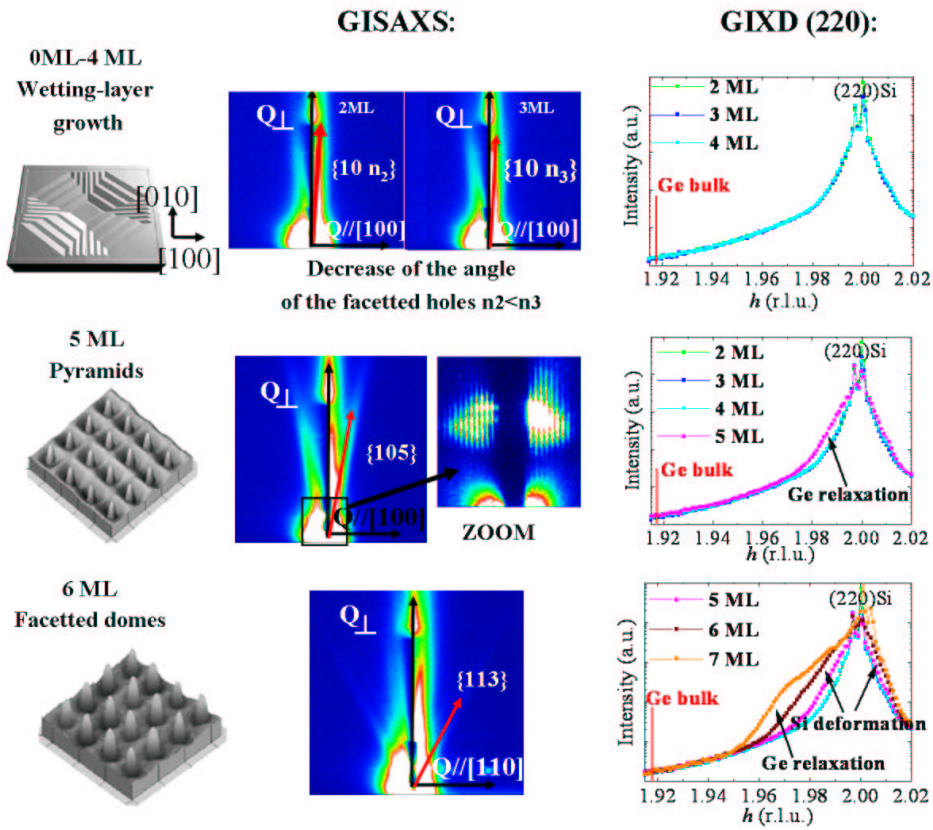 GISAXS:
GIXD (220):
0ML-4 ML
Wetting-layer
growth
[010]
[100]
Q⊥
2ML
{10 n2}
Q//[100]
Q⊥
3ML
{10 n3}
Q//[100]
Decrease of the angle
of the facetted holes n2<n3
2 ML
3 ML
4 ML
(220)Si
Ge bulk
Intensity (a.u.)
1.92 1.94 1.96 1.98 2.00 2.02
h (r.l.u.)
5 ML
Pyramids
Q⊥
{105}
Q//[100]
ZOOM
2 ML
3 ML
4 ML
5 ML
(220)Si
Ge bulk
Ge relaxation
Intensity (a.u.)
1.92 1.94 1.96 1.98 2.00 2.02
h (r.l.u.)
6 ML
Facetted domes
Q⊥
{113}
Q//[110]
5 ML
6 ML
7 ML
(220)Si
Ge bulk
Si deformation
Ge relaxation
Intensity (a.u.)
1.92 1.94 1.96 1.98 2.00 2.02
h (r.l.u.)